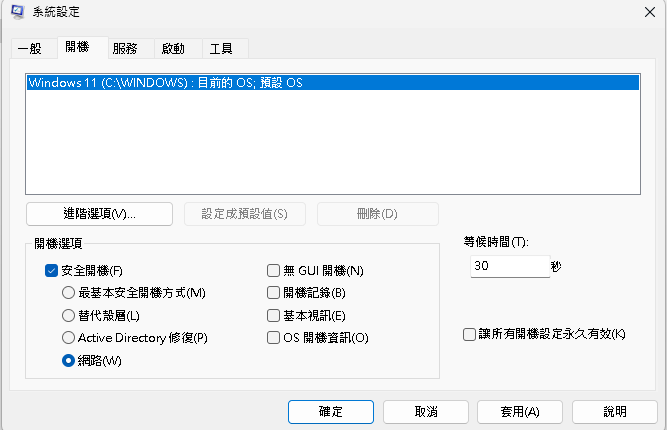 系統設定
一般 開機 服務 啟動 工具
Windows 11 (C:\WINDOWS) : 目前的 OS; 預設 OS
進階選項(V)... 設定成預設值(S) 刪除(D)
開機選項
安全開機(F) 無 GUI 開機(N)
最基本安全開機方式(M) 開機記錄(B)
替代殼層(L) 基本視訊(E)
Active Directory 修復(P) OS 開機資訊(O)
網路(W)
等候時間(T):
30 秒
讓所有開機設定永久有效(K)
確定 取消 套用(A) 說明